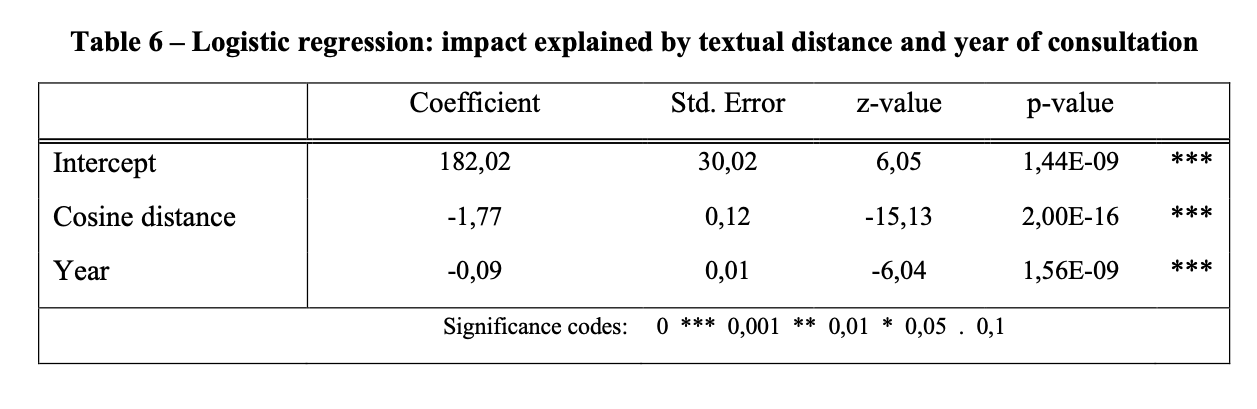 Table 6 – Logistic regression: impact explained by textual distance and year of consultation
Coefficient Std. Error z-value p-value
Intercept 182,02 30,02 6,05 1,44E-09 ***
Cosine distance -1,77 0,12 -15,13 2,00E-16 ***
Year -0,09 0,01 -6,04 1,56E-09 ***
Significance codes: 0 *** 0,001 ** 0,01 * 0,05 . 0,1